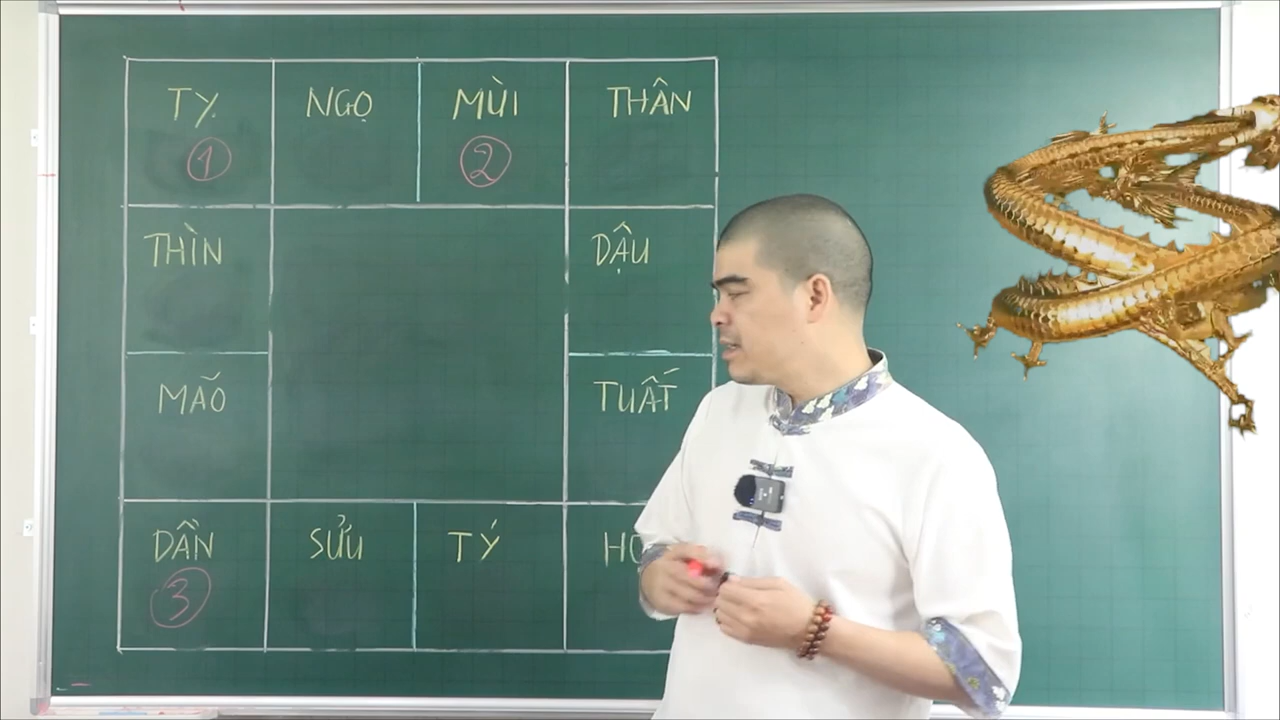 TỴ NGỌ MÙI THÂN
1 2
THÌN DẬU
MÃO TUẤT
DẦN SỬU TÝ
3